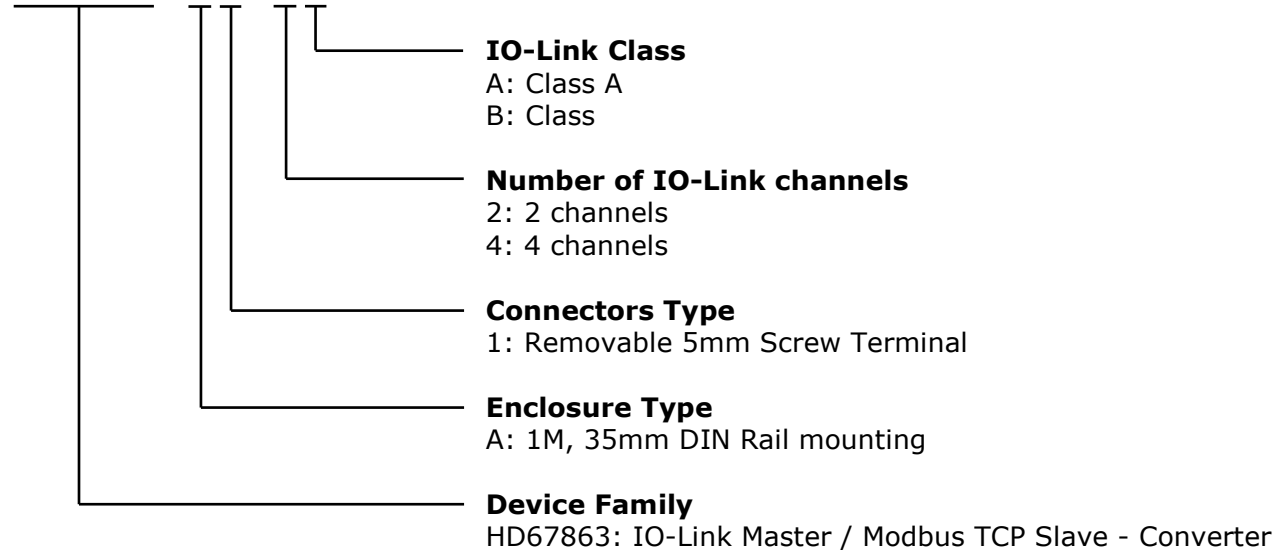 IO-Link Class
A: Class A
B: Class
Number of IO-Link channels
2: 2 channels
4: 4 channels
Connectors Type
1: Removable 5mm Screw Terminal
Enclosure Type
A: 1M, 35mm DIN Rail mounting
Device Family
HD67863: IO-Link Master / Modbus TCP Slave - Converter